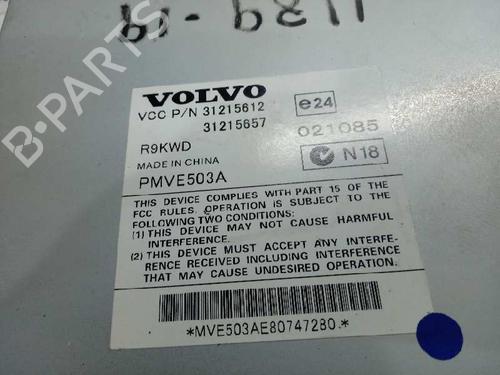 1189-19
VOLVO
VCC P/N 31215612
31215657
e24
021085
R9KWD
MADE IN CHINA
N18
PMVE503A
THIS DEVICE COMPLIES WITH PART 15 OF THE
FCC RULES. OPERATION IS SUBJECT TO THE
FOLLOWING TWO CONDITIONS:
(1) THIS DEVICE MAY NOT CAUSE HARMFUL
INTERFERENCE.
(2) THIS DEVICE MUST ACCEPT ANY INTERFE-
RENCE RECEIVED INCLUDING INTERFERENCE
THAT MAY CAUSE UNDESIRED OPERATION.
*MVE503AE80747280.*
B-PARTS